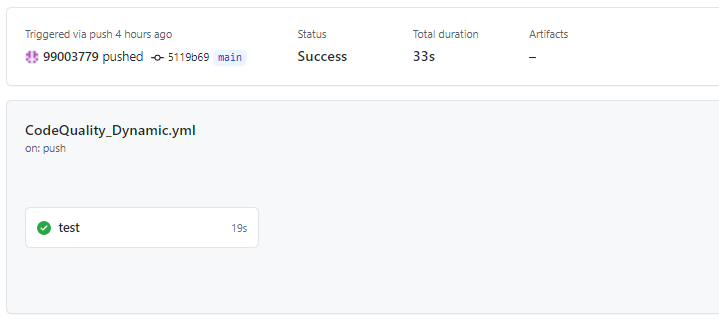 Triggered via push 4 hours ago
99003779 pushed 5119b69 main
Status
Success
Total duration
33s
Artifacts
–
CodeQuality_Dynamic.yml
on: push
test 19s